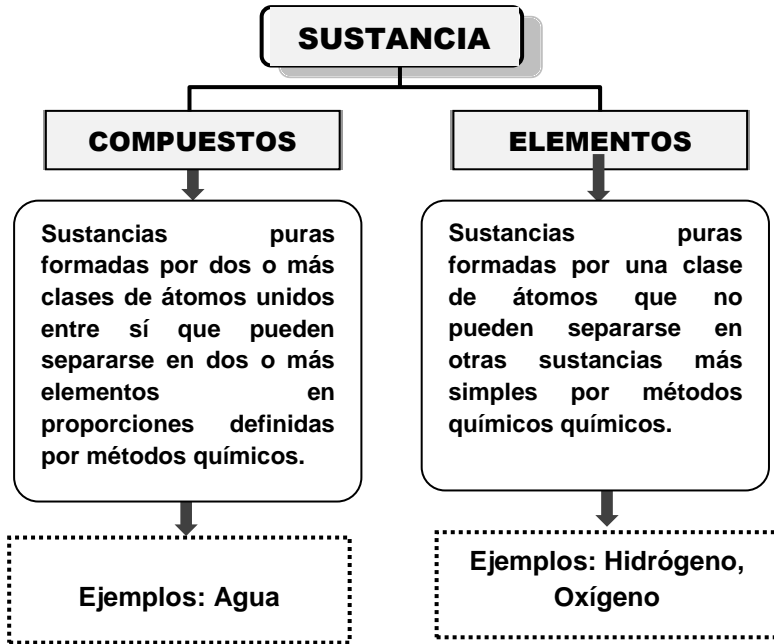 SUSTANCIA
COMPUESTOS
Sustancias puras
formadas por dos o más
clases de átomos unidos
entre sí que pueden
separarse en dos o más
elementos en
proporciones definidas
por métodos químicos.
Ejemplos: Agua
ELEMENTOS
Sustancias puras
formadas por una clase
de átomos que no
pueden separarse en
otras sustancias más
simples por métodos
químicos químicos.
Ejemplos: Hidrógeno,
Oxígeno